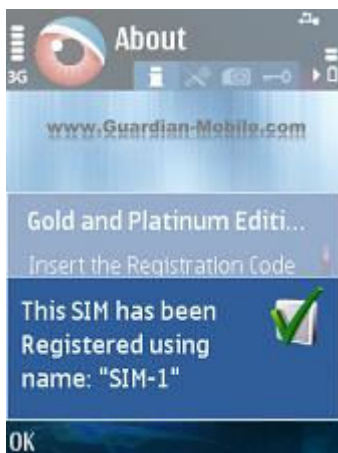 About
3G
www.Guardian-Mobile.com
Gold and Platinum Editi...
Insert the Registration Code
This SIM has been
Registered using
name: "SIM-1"
OK